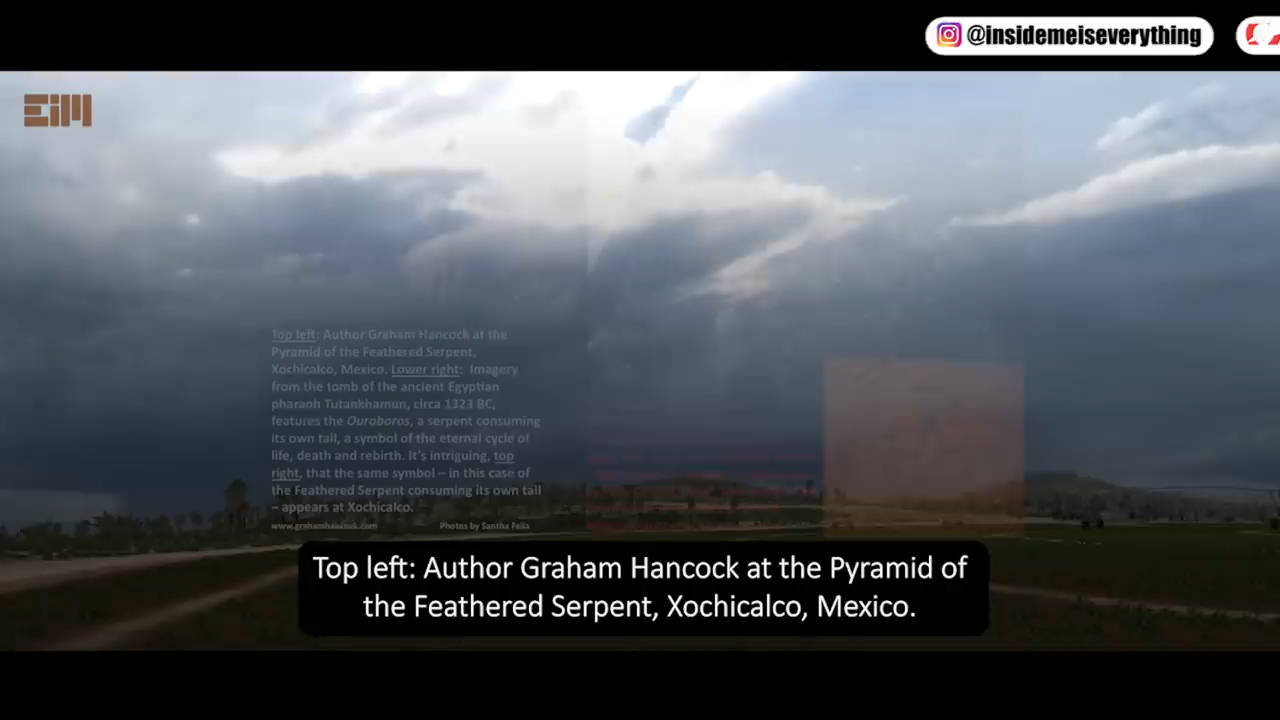 @insidemeiseverything
EiM
Top left: Author Graham Hancock at the
Pyramid of the Feathered Serpent,
Xochicalco, Mexico. Lower right: Imagery
from the tomb of the ancient Egyptian
pharaoh Tutankhamun, circa 1323 BC,
features the Ouroboros, a serpent consuming
its own tail, a symbol of the eternal cycle of
life, death and rebirth. It's intriguing, top
right, that the same symbol – in this case of
the Feathered Serpent consuming its own tail
– appears at Xochicalco.
www.grahamhancock.com Photos by Santha Faiia
Top left: Author Graham Hancock at the Pyramid of
the Feathered Serpent, Xochicalco, Mexico.